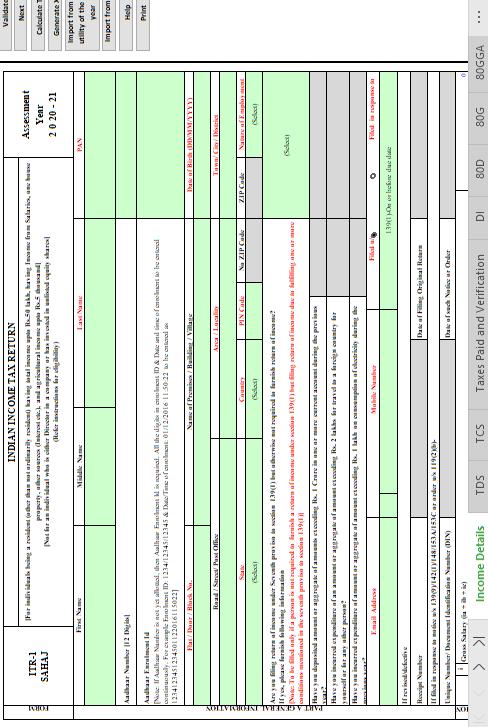 FORM
ITR-1
SAHAJ
INDIAN INCOME TAX RETURN
[For individuals being a resident (other than not ordinarily resident) having total income upto Rs.50 lakh, having Income from Salaries, one house
property, other sources (Interest etc.), and agricultural income upto Rs.5 thousand]
[Not for an individual who is either Director in a company or has invested in unlisted equity shares]
(Refer instructions for eligibility)
Assessment
Year
2 0 20 - 21
PART A GENERAL INFORMATION
First Name
Middle Name
Last Name
PAN
Aadhaar Number (12 Digits)
Aadhaar Enrolment Id
Note: If Aadhaar Number is not yet allotted, then Aadhaar Enrolment Id is required. All the digits in enrolment ID & Date and time of enrolment to be entered
continuously. For example Enrolment ID: 1234/12345/12345 & Date/Time of enrolment: 01/12/2016 11:50:22 to be entered as
1234123451234501122016115022]
Flat / Door / Block No.
Name of Premises / Building / Village
Date of Birth (DD/MM/YYYY)
Road / Street/Post Office
Area / Locality
Town/ City/ District
State
Country
PIN Code
No ZIP Code
ZIP Code
Nature of Employment
(Select)
(Select)
(Select)
Are you filing return of income under Seventh proviso to section 139(1) but otherwise not required to furnish return of income?
If yes, please furnish following information
[Note: To be filled only if a person is not required to furnish a return of income under section 139(1) but filing return of income due to fulfilling one or more
conditions mentioned in the seventh proviso to section 139(1)]
(Select)
Have you deposited amount or aggregate of amounts exceeding Rs. 1 Crore in one or more current account during the previous
year?
Have you incurred expenditure of an amount or aggregate of amount exceeding Rs. 2 lakhs for travel to a foreign country for
yourself or for any other person?
Have you incurred expenditure of amount or aggregate of amount exceeding Rs. 1 lakh on consumption of electricity during the
Email Address
Mobile Number
Filed u/s
or
Filed in response to
139(1)-On or before due date
If revised/defective
Receipt Number
Date of Filing Original Return
If filed in response to notice u/s 139(9)/142(1)/148/153A/153C or order u/s 119(2)(b)-
Unique Number/ Document Identification Number (DIN)
Date of such Notice or Order
i Gross Salary (ia + ib + ic)
0
Validate
Next
Calculate T
Generate X
Import from
utility of the
year
Import from
Help
Print
Income Details
TDS
TCS
Taxes Paid and Verification
DI
80D
80G
80GGA